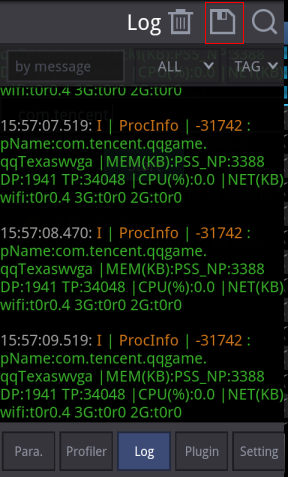 Log
by message
ALL
TAG
wifi:t0r0.4 3G:t0r0 2G:t0r0
15:57:07.519: I | ProcInfo | -31742 :
pName:com.tencent.qqgame.
qqTexaswvga |MEM(KB):PSS_NP:3388
DP:1941 TP:34048 |CPU(%):0.0 |NET(KB)
wifi:t0r0.4 3G:t0r0 2G:t0r0
15:57:08.470: I | ProcInfo | -31742 :
pName:com.tencent.qqgame.
qqTexaswvga |MEM(KB):PSS_NP:3388
DP:1941 TP:34048 |CPU(%):0.0 |NET(KB)
wifi:t0r0 3G:t0r0 2G:t0r0
15:57:09.519: I | ProcInfo | -31742 :
pName:com.tencent.qqgame.
qqTexaswvga |MEM(KB):PSS_NP:3388
DP:1941 TP:34048 |CPU(%):0.0 |NET(KB)
wifi:t0r0.4 3G:t0r0 2G:t0r0
Para.
Profiler
Log
Plugin
Setting